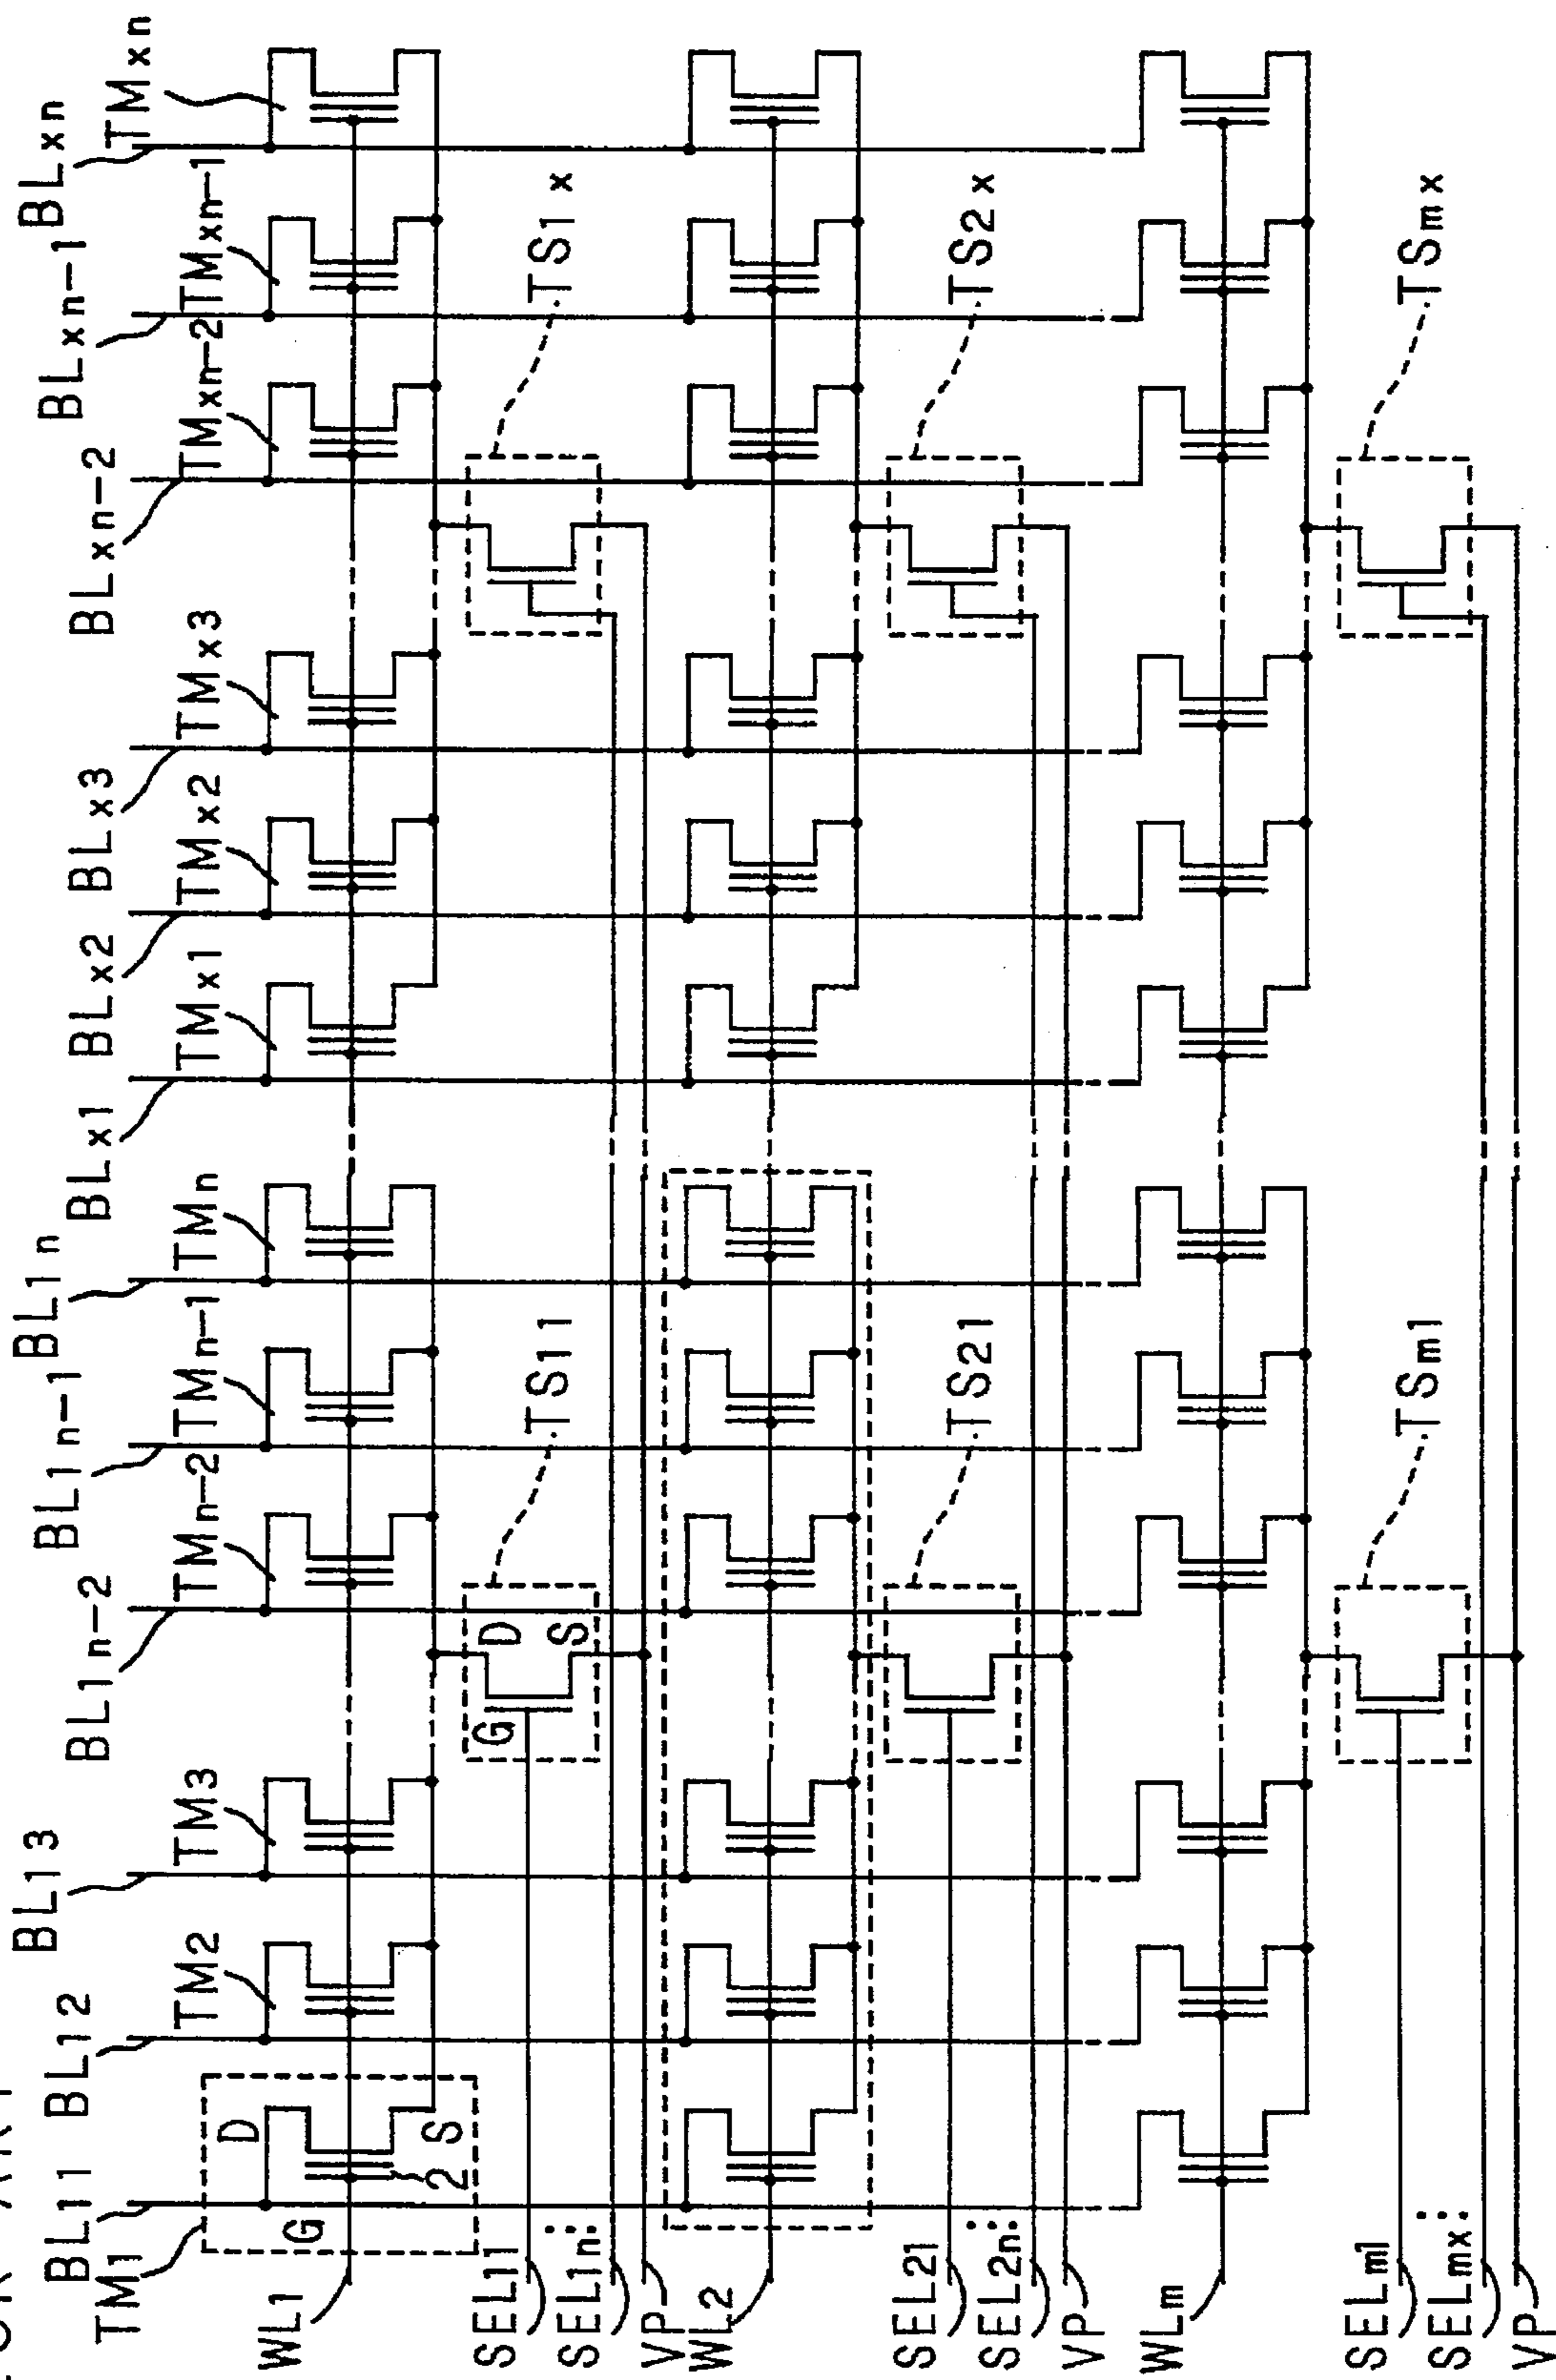 BL11 BL12 BL13 BL1n-2 BL1n-1 BL1n BLx1 BLx2 BLx3 BLxn-2 BLxn-1 BLxn
TM1 TM2 TM3 TMn-2 TMn-1 TMn TMx1 TMx2 TMx3 TMxn-2 TMxn-1 TMxn
D
G
S
2
WL1
G D S
TS11 TS1x
SEL11
SEL1n
VP
WL2
TS21 TS2x
SEL21
SEL2n
VP
WLm
TSm1 TSmx
SELm1
SELmx
VP